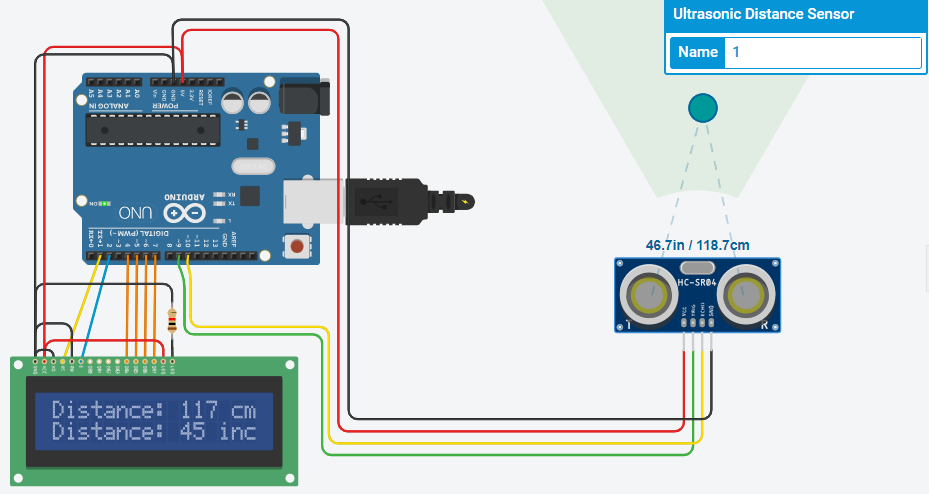 Ultrasonic Distance Sensor
Name 1
A5 A4 A3 A2 A1 A0
Vin GND GND 5V 3.3V RESET IOREF
ANALOG IN
POWER
ON
RX
TX
L
ARDUINO
UNO
DIGITAL (PWM~)
RX←0 TX→1 2 ~3 4 ~5 ~6 7 8 ~9 ~10 ~11 12 13 GND AREF
46.7in / 118.7cm
HC-SR04
VCC TRIG ECHO GND
T R
Distance: 117 cm
Distance: 45 inc